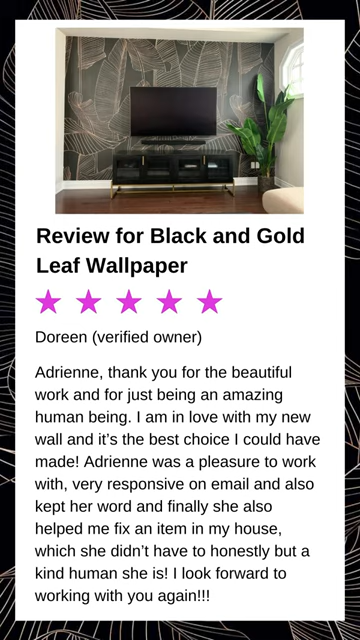 Review for Black and Gold
Leaf Wallpaper
Doreen (verified owner)
Adrienne, thank you for the beautiful
work and for just being an amazing
human being. I am in love with my new
wall and it’s the best choice I could have
made! Adrienne was a pleasure to work
with, very responsive on email and also
kept her word and finally she also
helped me fix an item in my house,
which she didn’t have to honestly but a
kind human she is! I look forward to
working with you again!!!